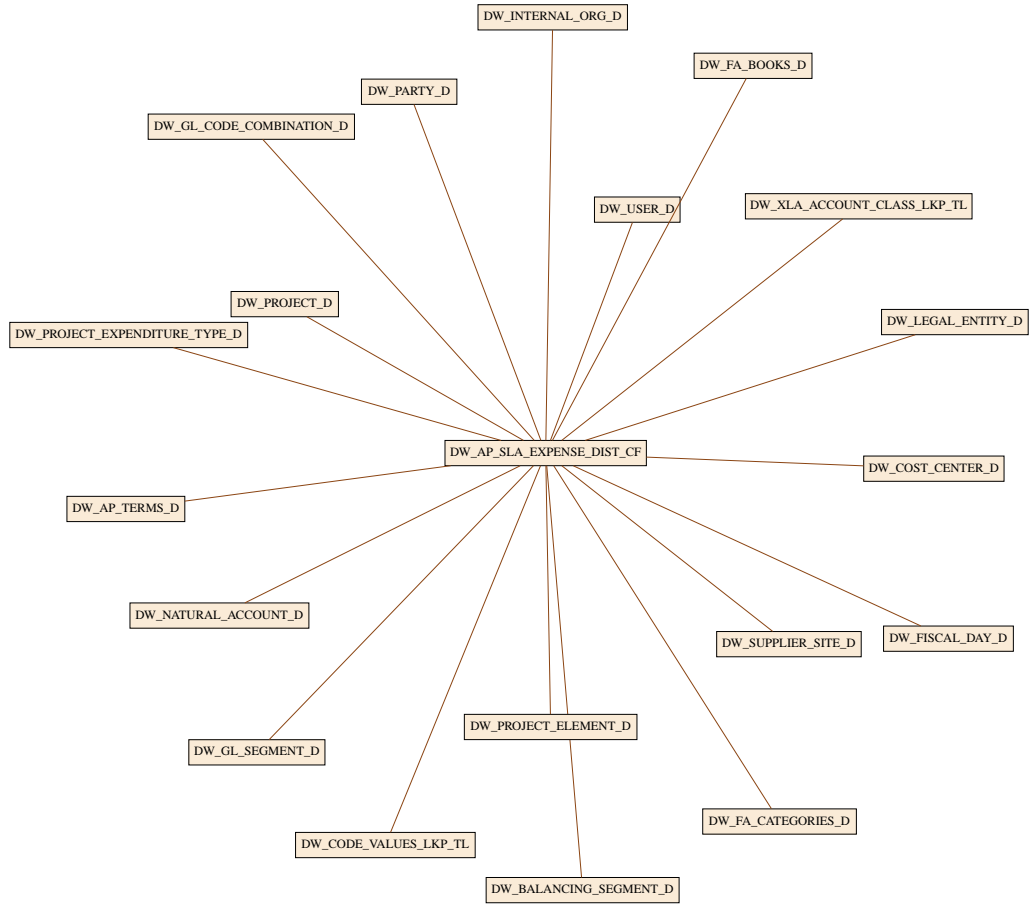 DW_INTERNAL_ORG_D
DW_FA_BOOKS_D
DW_PARTY_D
DW_GL_CODE_COMBINATION_D
DW_USER_D
DW_XLA_ACCOUNT_CLASS_LKP_TL
DW_PROJECT_D
DW_LEGAL_ENTITY_D
DW_PROJECT_EXPENDITURE_TYPE_D
DW_AP_SLA_EXPENSE_DIST_CF
DW_COST_CENTER_D
DW_AP_TERMS_D
DW_NATURAL_ACCOUNT_D
DW_FISCAL_DAY_D
DW_SUPPLIER_SITE_D
DW_PROJECT_ELEMENT_D
DW_GL_SEGMENT_D
DW_FA_CATEGORIES_D
DW_CODE_VALUES_LKP_TL
DW_BALANCING_SEGMENT_D